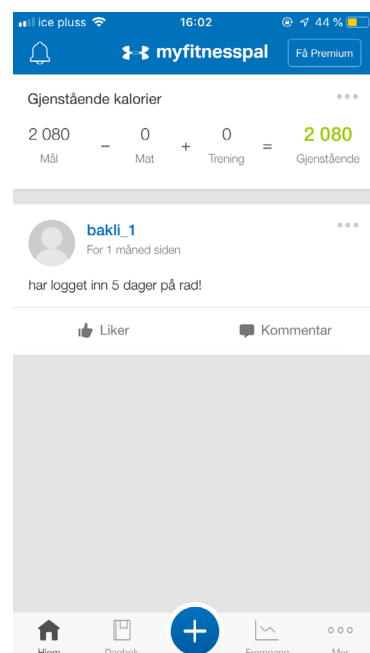 ice pluss 16:02 44 %
myfitnesspal Få Premium
Gjenstående kalorier
2 080 – 0 + 0 = 2 080
Mål Mat Trening Gjenstående
bakli_1
For 1 måned siden
har logget inn 5 dager på rad!
Liker Kommentar
Hjem Dagbok Fremgang Mer